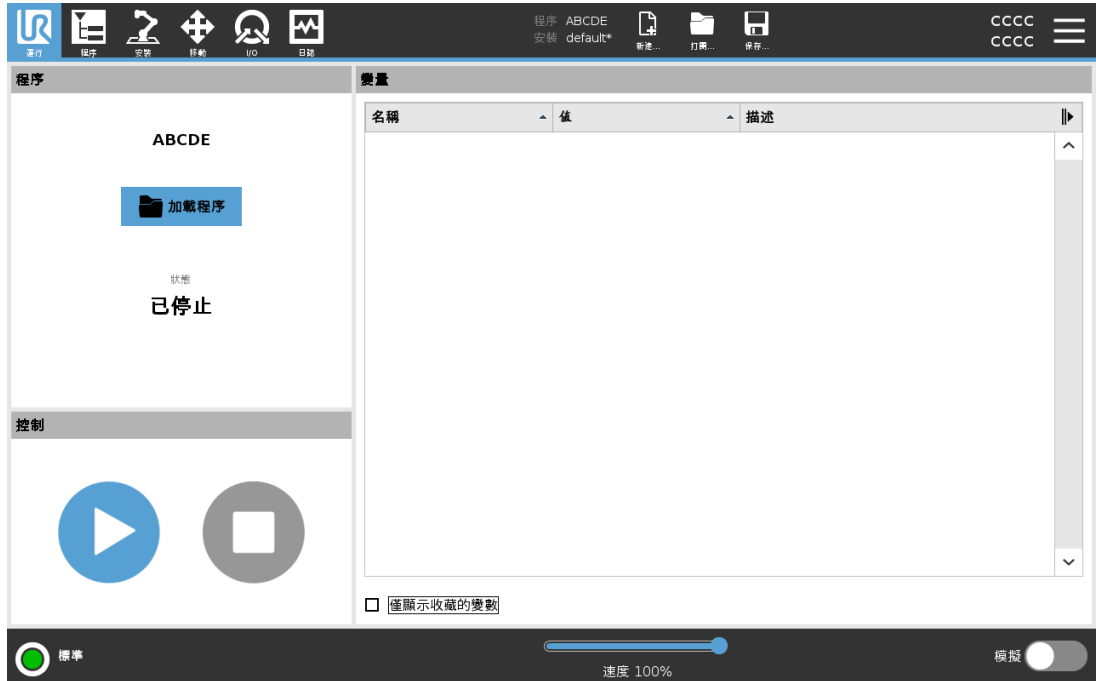 UR
運行
程序
安裝
移動
I/O
日誌
程序 ABCDE
安裝 default*
新建...
打開...
保存...
CCCC
CCCC
程序
ABCDE
加載程序
狀態
已停止
控制
變量
名稱
值
描述
僅顯示收藏的變數
標準
速度 100%
模擬